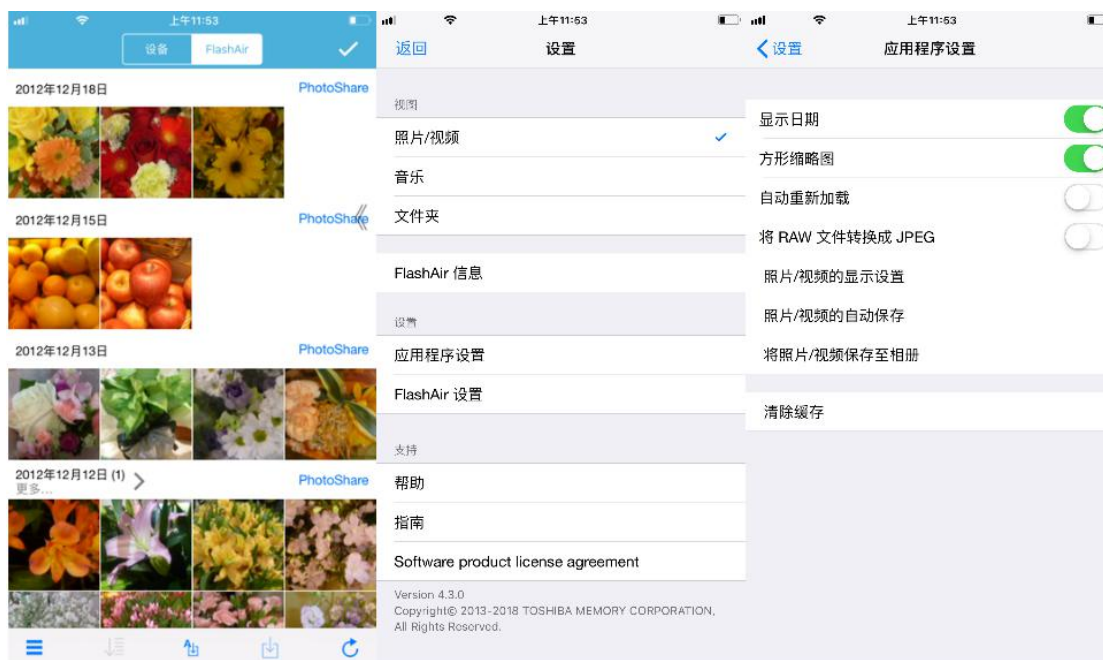 上午11:53
设备
FlashAir
2012年12月18日
PhotoShare
2012年12月15日
PhotoShare
2012年12月13日
PhotoShare
2012年12月12日 (1)
更多...
PhotoShare
上午11:53
返回
设置
视图
照片/视频
音乐
文件夹
FlashAir 信息
设置
应用程序设置
FlashAir 设置
支持
帮助
指南
Software product license agreement
Version 4.3.0
Copyright© 2013-2018 TOSHIBA MEMORY CORPORATION,
All Rights Reserved.
上午11:53
设置
应用程序设置
显示日期
方形缩略图
自动重新加载
将 RAW 文件转换成 JPEG
照片/视频的显示设置
照片/视频的自动保存
将照片/视频保存至相册
清除缓存